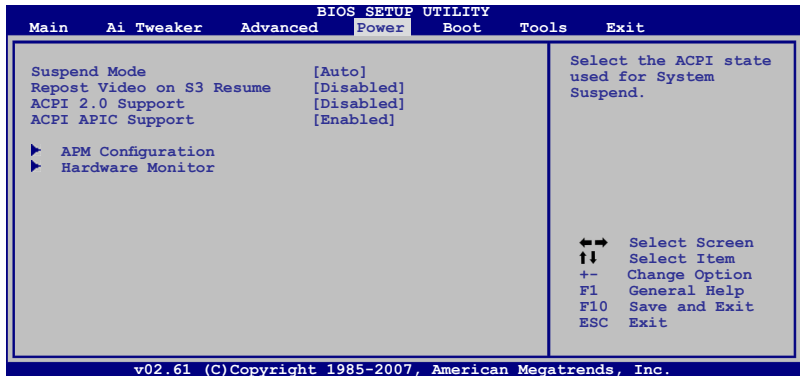 BIOS SETUP UTILITY
Main Ai Tweaker Advanced Power Boot Tools Exit
Suspend Mode [Auto]
Repost Video on S3 Resume [Disabled]
ACPI 2.0 Support [Disabled]
ACPI APIC Support [Enabled]
APM Configuration
Hardware Monitor
Select the ACPI state
used for System
Suspend.
←→ Select Screen
↑↓ Select Item
+- Change Option
F1 General Help
F10 Save and Exit
ESC Exit
v02.61 (C)Copyright 1985-2007, American Megatrends, Inc.